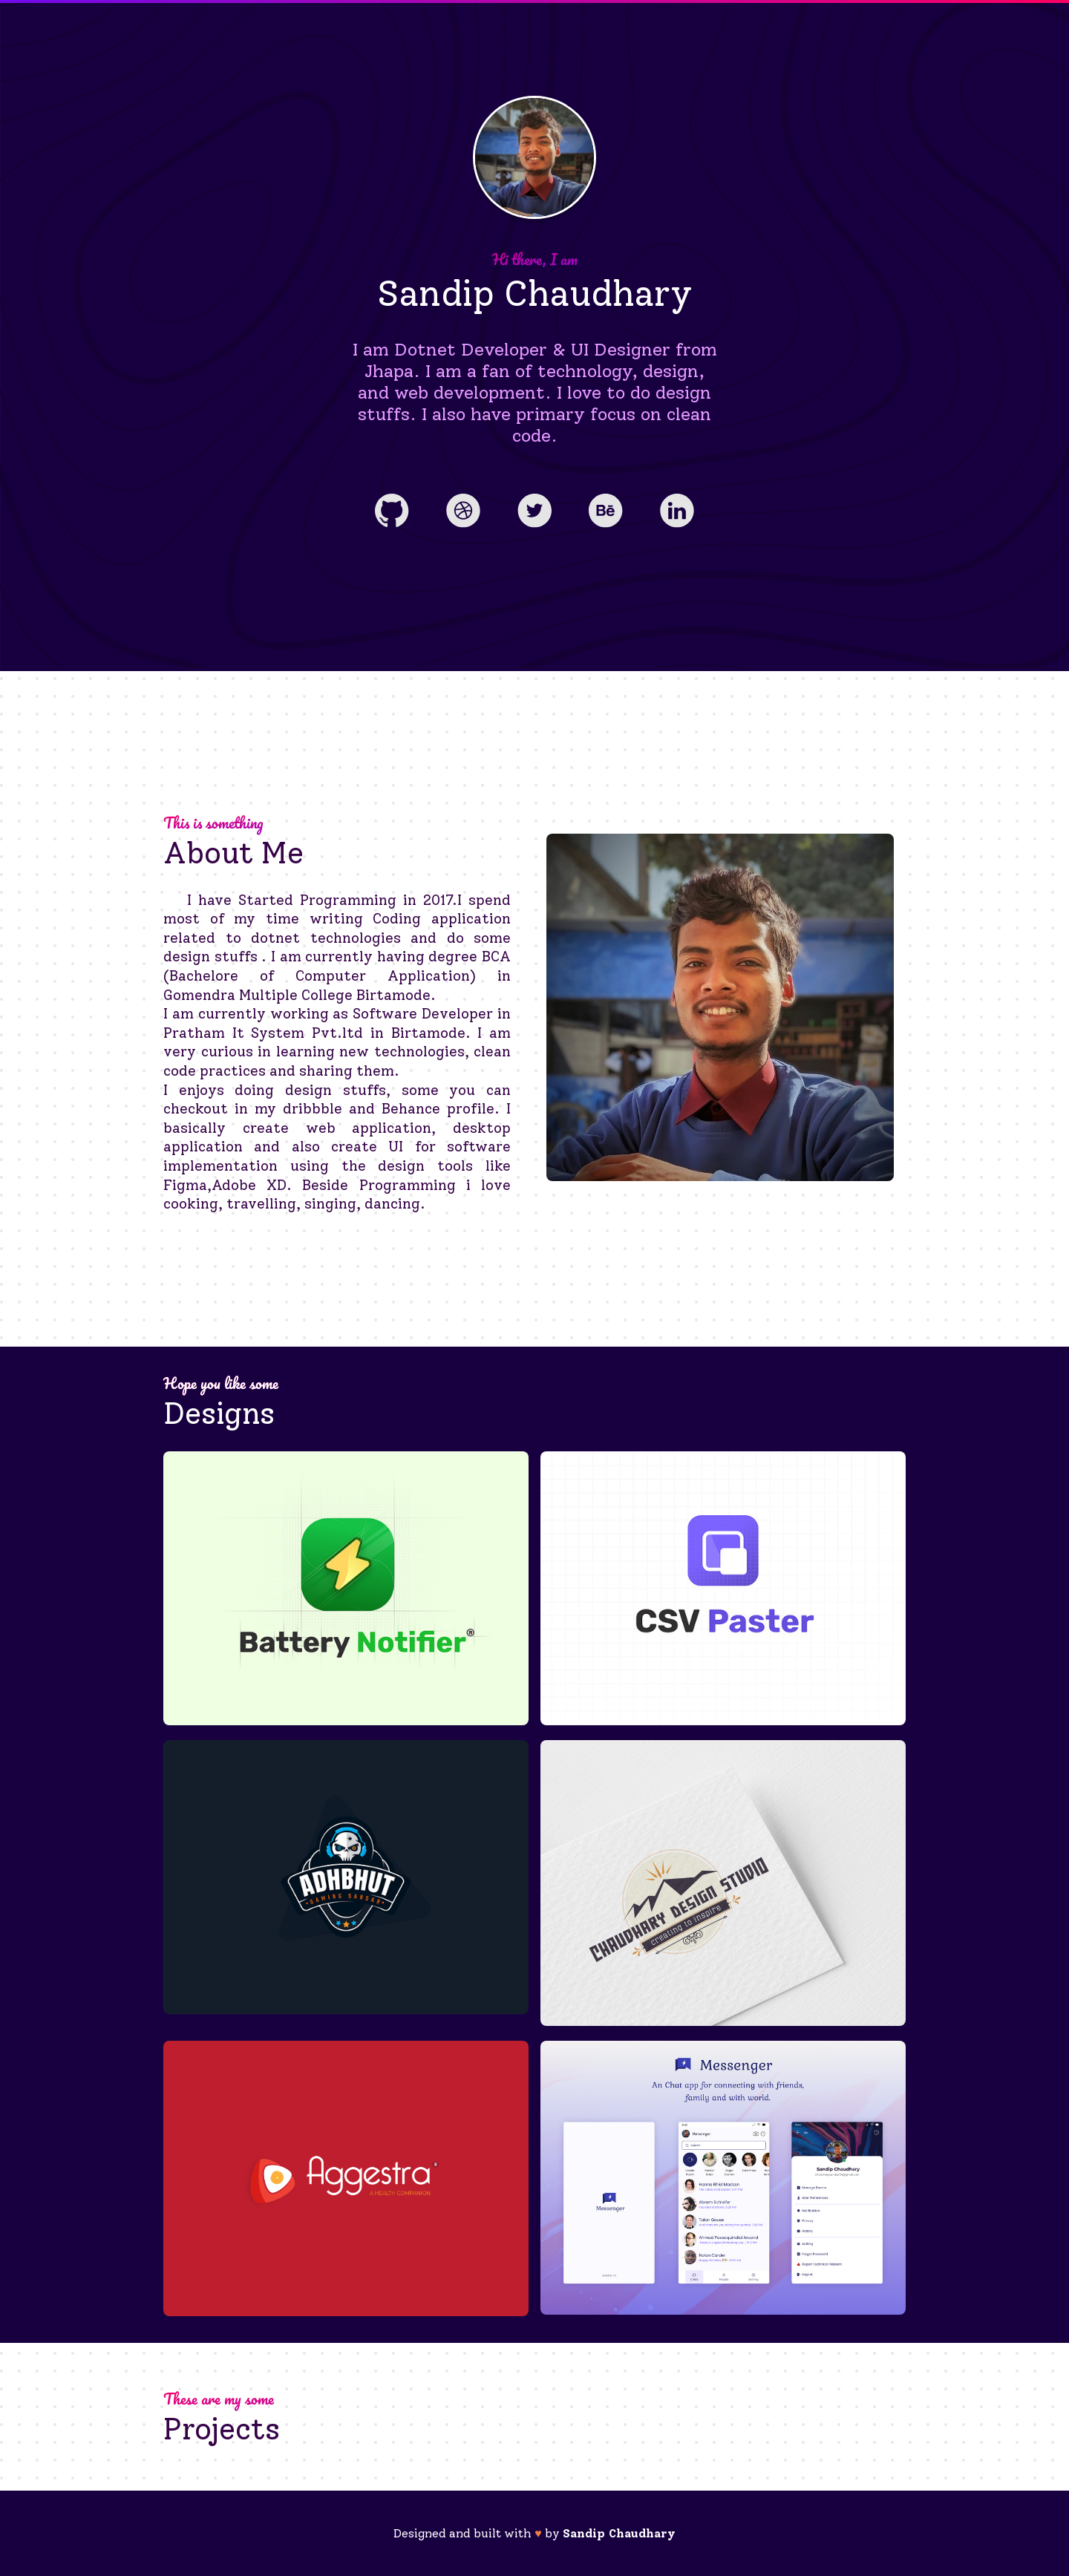 Hi there, I am
Sandip Chaudhary
I am Dotnet Developer & UI Designer from
Jhapa. I am a fan of technology, design,
and web development. I love to do design
stuffs. I also have primary focus on clean
code.
Bē
in
This is something
About Me
I have Started Programming in 2017.I spend
most of my time writing Coding application
related to dotnet technologies and do some
design stuffs . I am currently having degree BCA
(Bachelore of Computer Application) in
Gomendra Multiple College Birtamode.
I am currently working as Software Developer in
Pratham It System Pvt.ltd in Birtamode. I am
very curious in learning new technologies, clean
code practices and sharing them.
I enjoys doing design stuffs, some you can
checkout in my dribbble and Behance profile. I
basically create web application, desktop
application and also create UI for software
implementation using the design tools like
Figma,Adobe XD. Beside Programming i love
cooking, travelling, singing, dancing.
Hope you like some
Designs
Battery Notifier®
CSV Paster
ADHBHUT
GAMING SANSAR
CHAUDHARY DESIGN STUDIO
creating to inspire
Aggestra
A HEALTH COMPANION
Messenger
An Chat app for connecting with friends,
family and with world.
Messenger
Messenger
Sandip Chaudhary
These are my some
Projects
Designed and built with ♥ by Sandip Chaudhary